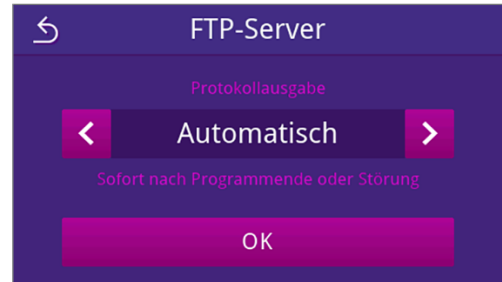 FTP-Server
Protokollausgabe
Automatisch
Sofort nach Programmende oder Störung
OK